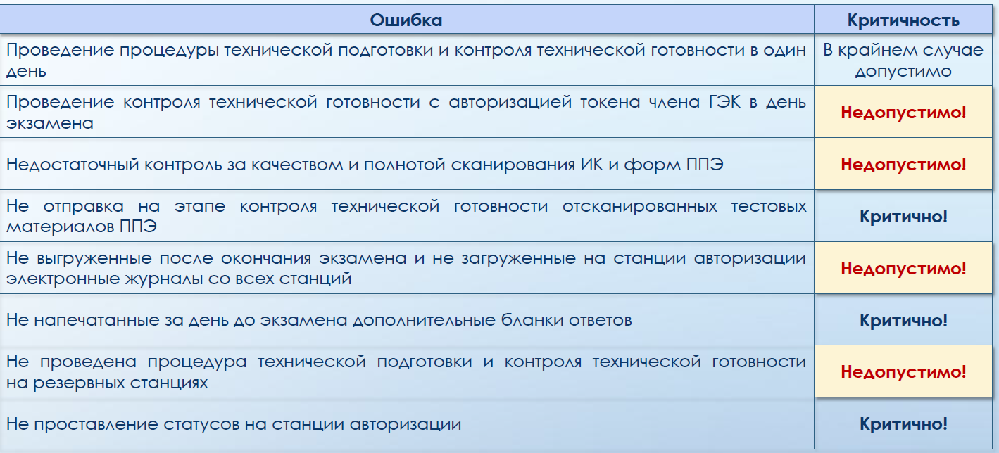 Ошибка
Критичность
Проведение процедуры технической подготовки и контроля технической готовности в один
день
В крайнем случае
допустимо
Проведение контроля технической готовности с авторизацией токена члена ГЭК в день
экзамена
Недопустимо!
Недостаточный контроль за качеством и полнотой сканирования ИК и форм ППЭ
Недопустимо!
Не отправка на этапе контроля технической готовности отсканированных тестовых
материалов ППЭ
Критично!
Не выгруженные после окончания экзамена и не загруженные на станции авторизации
электронные журналы со всех станций
Недопустимо!
Не напечатанные за день до экзамена дополнительные бланки ответов
Критично!
Не проведена процедура технической подготовки и контроля технической готовности
на резервных станциях
Недопустимо!
Не проставление статусов на станции авторизации
Критично!